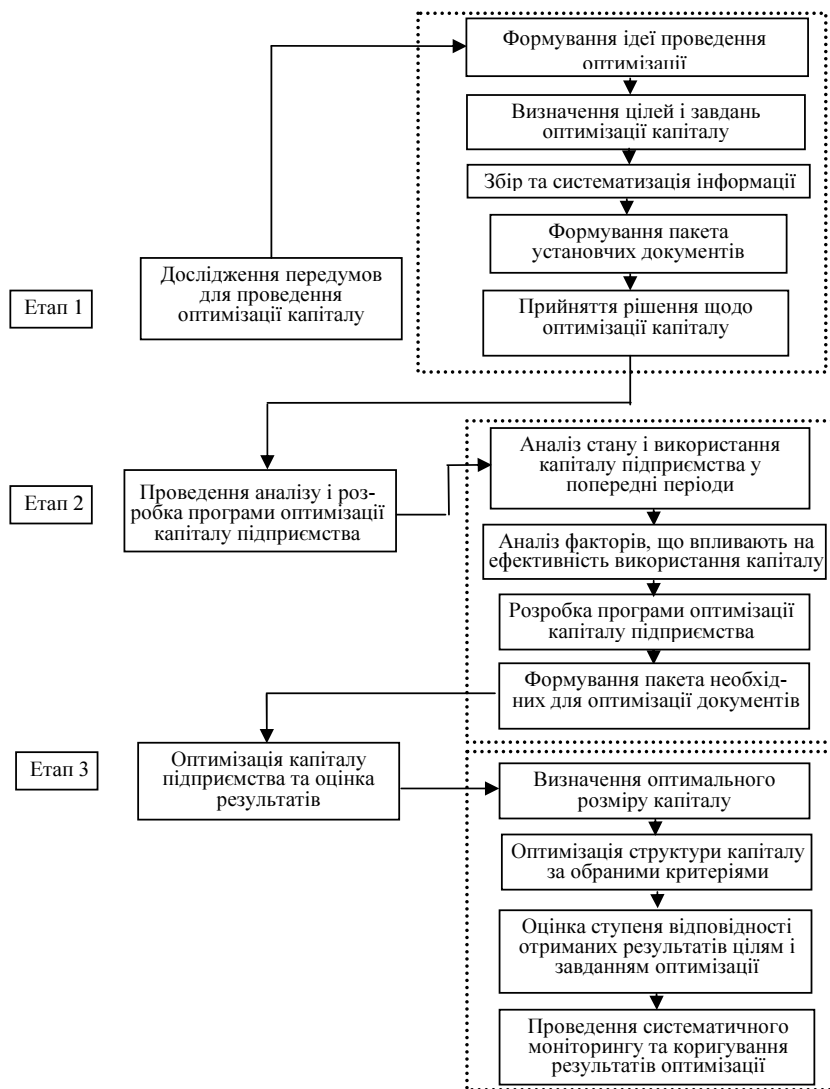 Етап 1
Дослідження передумов
для проведення
оптимізації капіталу
Формування ідеї проведення
оптимізації
Визначення цілей і завдань
оптимізації капіталу
Збір та систематизація інформації
Формування пакета
установчих документів
Прийняття рішення щодо
оптимізації капіталу
Етап 2
Проведення аналізу і роз-
робка програми оптимізації
капіталу підприємства
Аналіз стану і використання
капіталу підприємства у
попередні періоди
Аналіз факторів, що впливають на
ефективність використання капіталу
Розробка програми оптимізації
капіталу підприємства
Формування пакета необхід-
них для оптимізації документів
Етап 3
Оптимізація капіталу
підприємства та оцінка
результатів
Визначення оптимального
розміру капіталу
Оптимізація структури капіталу
за обраними критеріями
Оцінка ступеня відповідності
отриманих результатів цілям і
завданням оптимізації
Проведення систематичного
моніторингу та коригування
результатів оптимізації